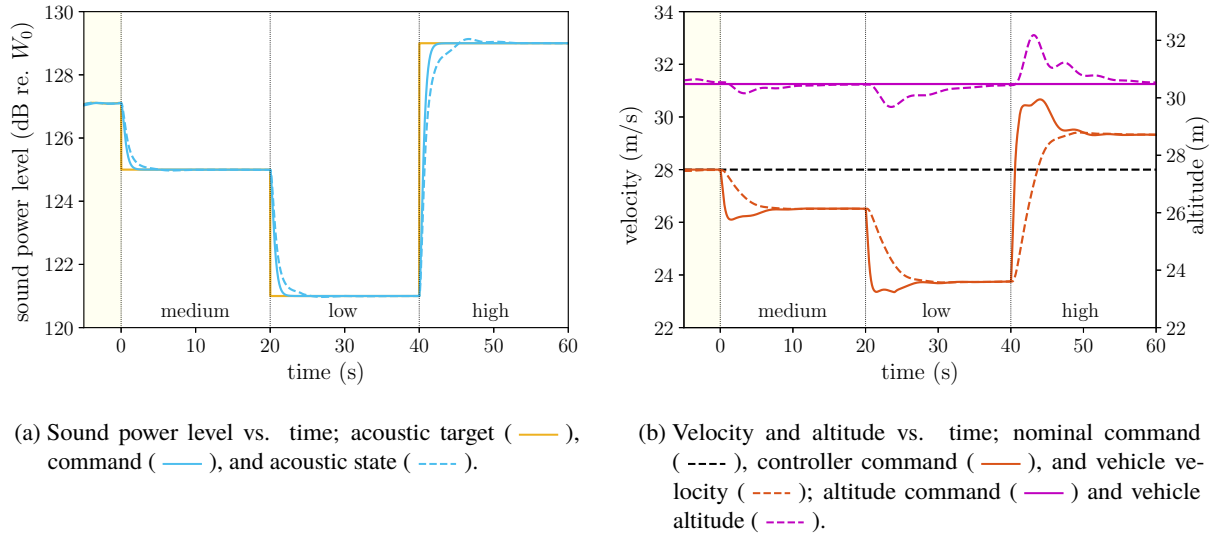 sound power level (dB re. W0)
130
128
126
124
122
120
medium
low
high
0
10
20
30
40
50
60
time (s)
velocity (m/s)
34
32
30
28
26
24
22
medium
low
high
0
10
20
30
40
50
60
time (s)
32 m
30 m
28 m
26 m
24 m
22 m
altitude (m)
(a) Sound power level vs. time; acoustic target ( ),
command ( ), and acoustic state ( ).
(b) Velocity and altitude vs. time; nominal command
( ), controller command ( ), and vehicle ve-
locity ( ); altitude command ( ) and vehicle
altitude ( ).